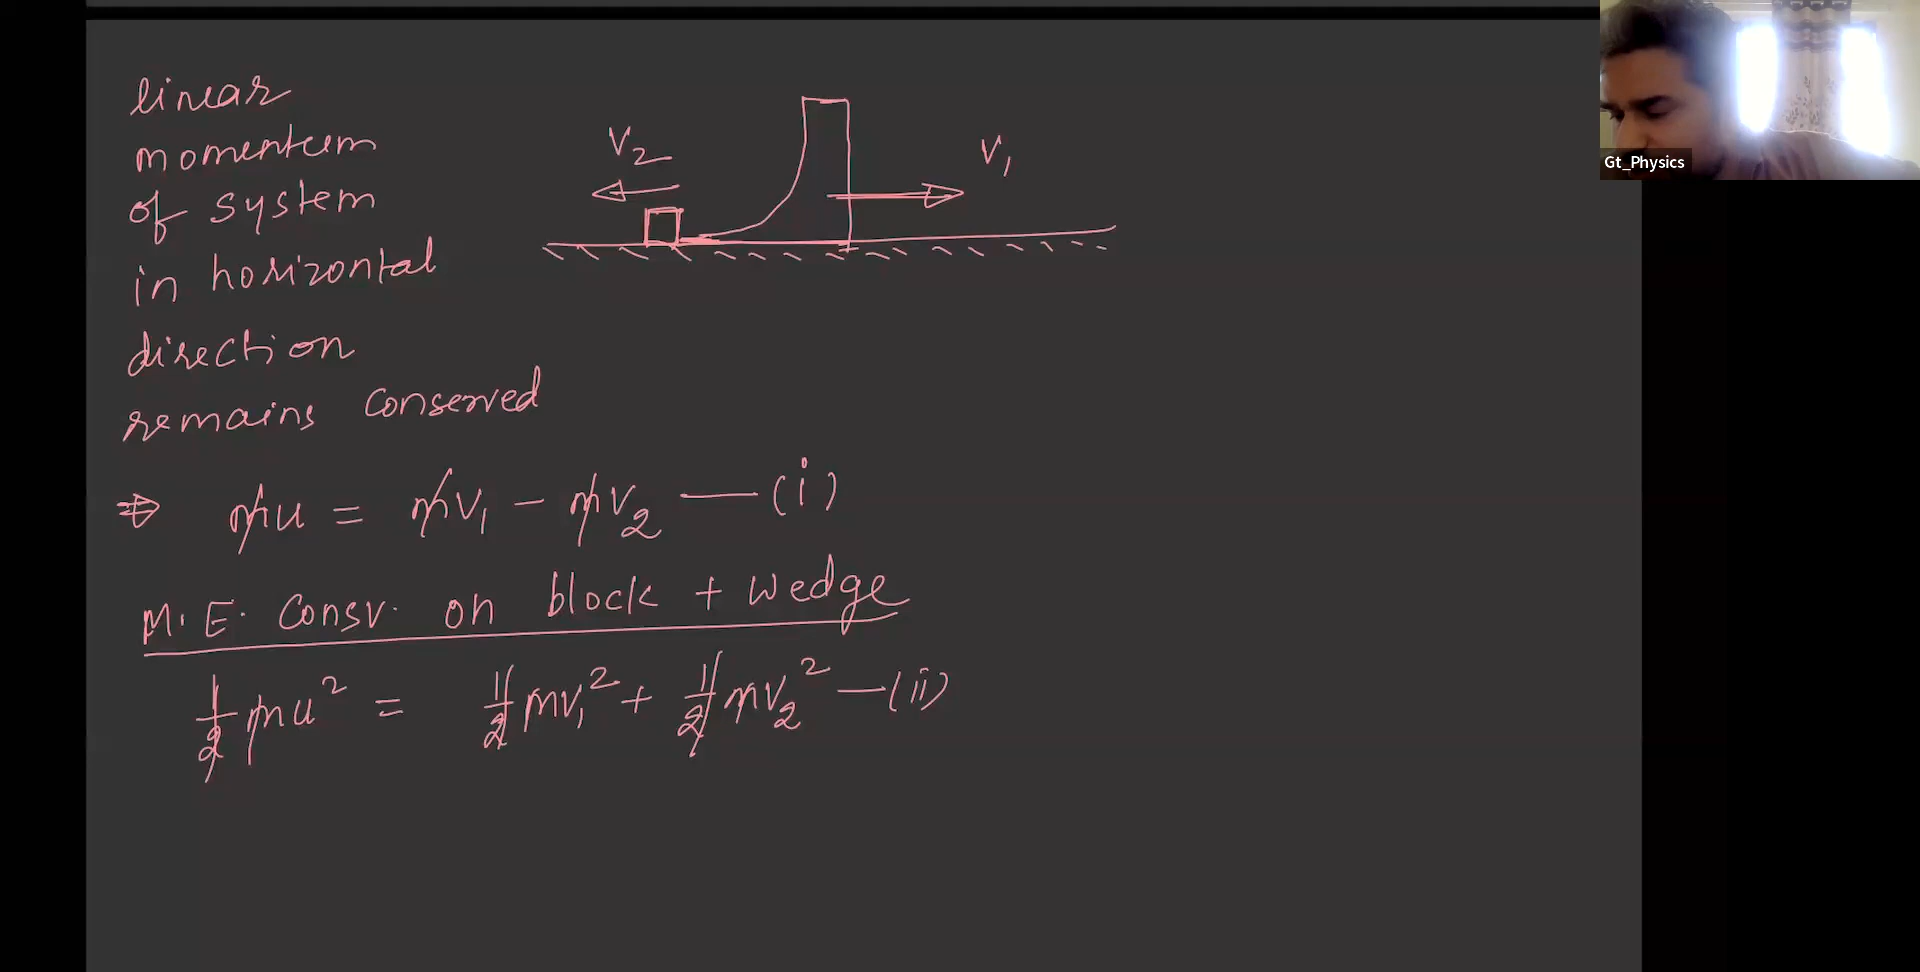 linear
momentum
of system
in horizontal
direction
remains conserved
V₂
V₁
⇒ mu = mv₁ - mv₂ — (i)
M.E. Consv. on block + wedge
1/2 mu² = 1/2 mv₁² + 1/2 mv₂² — (ii)
Gt_Physics